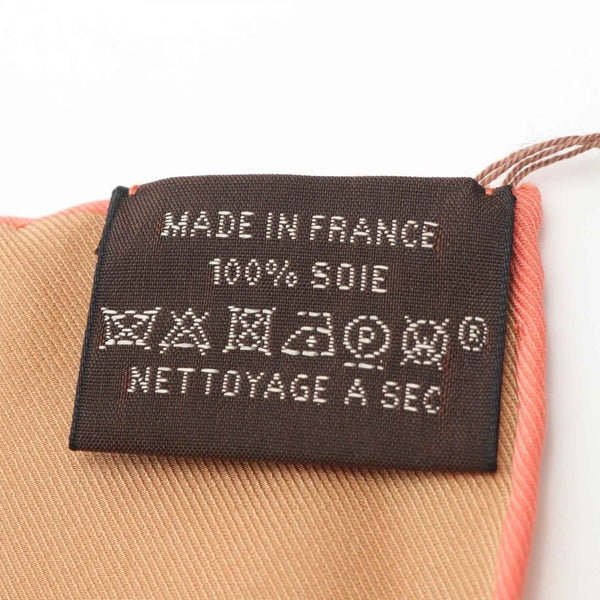 MADE IN FRANCE
100% SOIE
P ®
NETTOYAGE A SEC